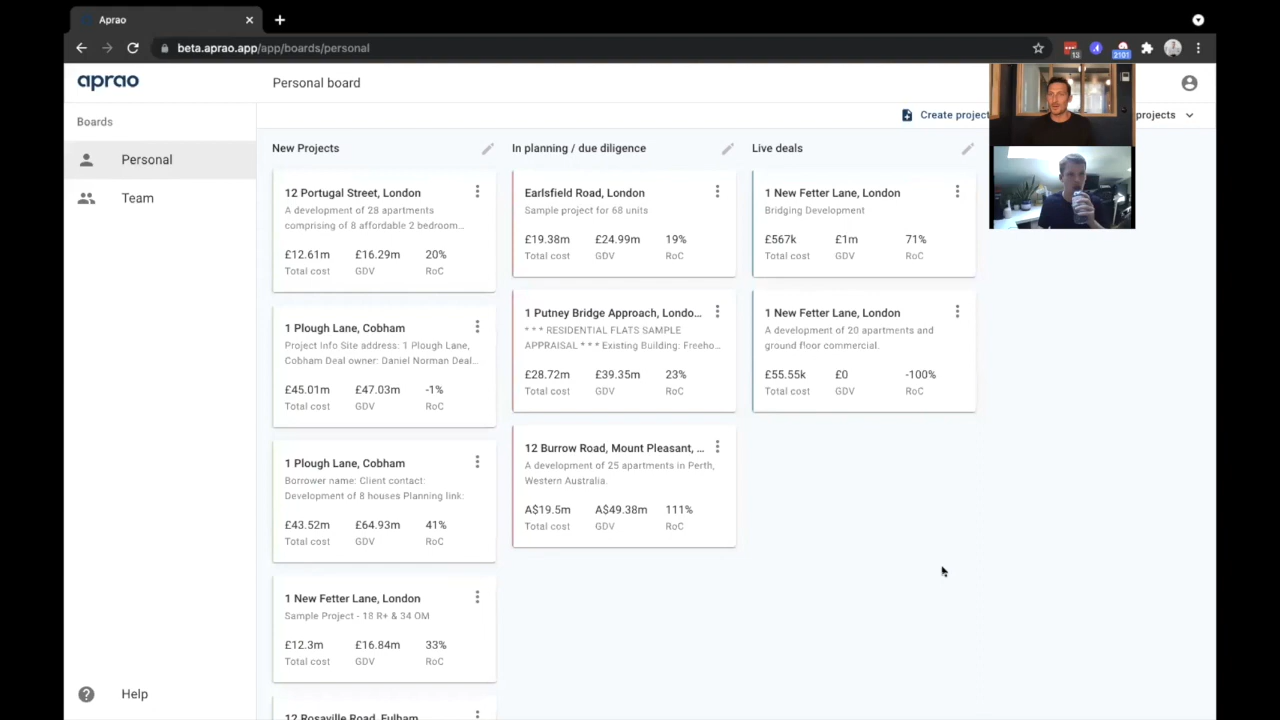 Aprao
beta.aprao.app/app/boards/personal
13
2101
aprao
Personal board
Boards
Personal
Team
Help
Create project
projects
New Projects
12 Portugal Street, London
A development of 28 apartments
comprising of 8 affordable 2 bedroom...
£12.61m £16.29m 20%
Total cost GDV RoC
1 Plough Lane, Cobham
Project Info Site address: 1 Plough Lane,
Cobham Deal owner: Daniel Norman Deal...
£45.01m £47.03m -1%
Total cost GDV RoC
1 Plough Lane, Cobham
Borrower name: Client contact:
Development of 8 houses Planning link:
£43.52m £64.93m 41%
Total cost GDV RoC
1 New Fetter Lane, London
Sample Project - 18 R+ & 34 OM
£12.3m £16.84m 33%
Total cost GDV RoC
12 Rosaville Road, Fulham
In planning / due diligence
Earlsfield Road, London
Sample project for 68 units
£19.38m £24.99m 19%
Total cost GDV RoC
1 Putney Bridge Approach, Londo...
* * * RESIDENTIAL FLATS SAMPLE
APPRAISAL * * * Existing Building: Freeho...
£28.72m £39.35m 23%
Total cost GDV RoC
12 Burrow Road, Mount Pleasant, ...
A development of 25 apartments in Perth,
Western Australia.
A$19.5m A$49.38m 111%
Total cost GDV RoC
Live deals
1 New Fetter Lane, London
Bridging Development
£567k £1m 71%
Total cost GDV RoC
1 New Fetter Lane, London
A development of 20 apartments and
ground floor commercial.
£55.55k £0 -100%
Total cost GDV RoC